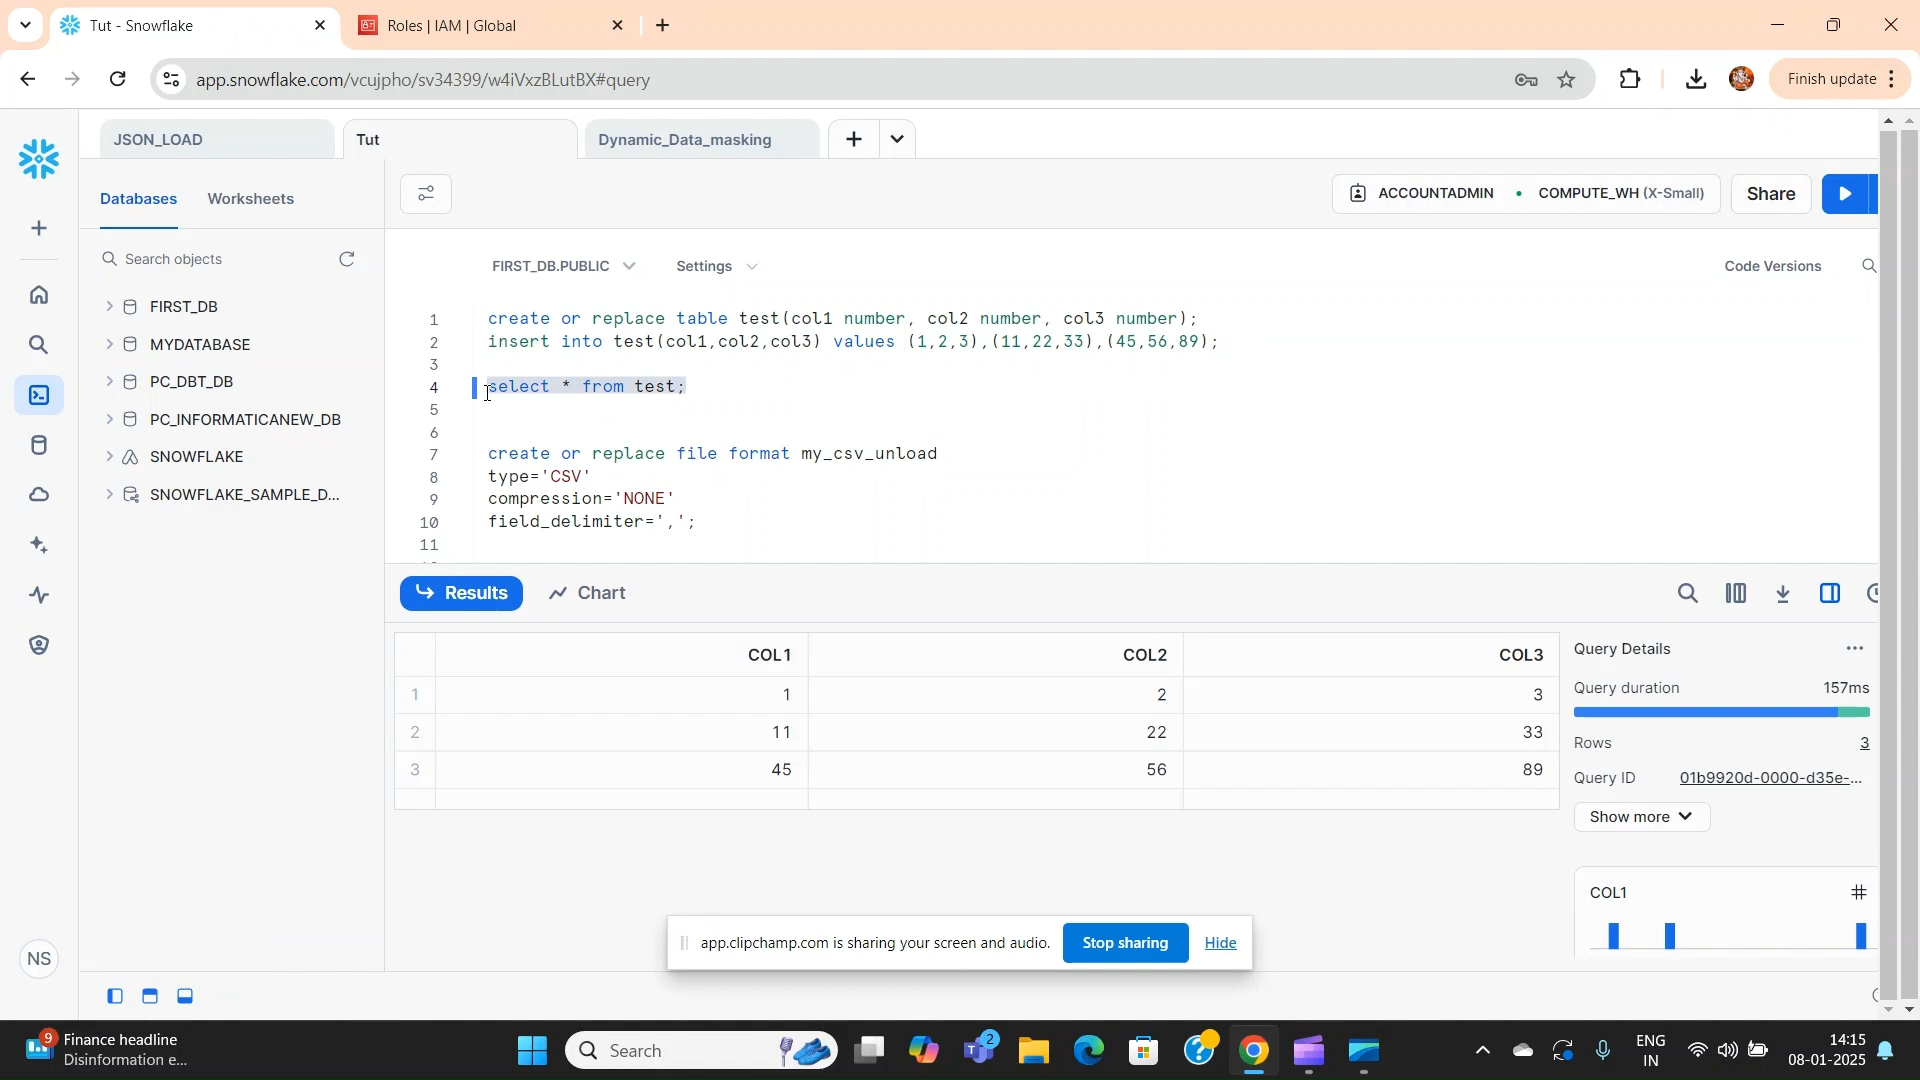 Tut - Snowflake
Roles | IAM | Global
app.snowflake.com/vcujpho/sv34399/w4iVxzBLutBX#query
Finish update
JSON_LOAD
Tut
Dynamic_Data_masking
Databases
Worksheets
ACCOUNTADMIN
COMPUTE_WH (X-Small)
Share
Search objects
FIRST_DB.PUBLIC
Settings
Code Versions
FIRST_DB
MYDATABASE
PC_DBT_DB
PC_INFORMATICANEW_DB
SNOWFLAKE
SNOWFLAKE_SAMPLE_D...
1 create or replace table test(col1 number, col2 number, col3 number);
2 insert into test(col1,col2,col3) values (1,2,3),(11,22,33),(45,56,89);
3
4 select * from test;
5
6
7 create or replace file format my_csv_unload
8 type='CSV'
9 compression='NONE'
10 field_delimiter=',';
11
Results
Chart
COL1 COL2 COL3
1 1 2 3
2 11 22 33
3 45 56 89
Query Details
Query duration 157ms
Rows 3
Query ID 01b9920d-0000-d35e-...
Show more
COL1
app.clipchamp.com is sharing your screen and audio.
Stop sharing
Hide
NS
9
Finance headline
Disinformation e...
Search
2
ENG
IN
14:15
08-01-2025